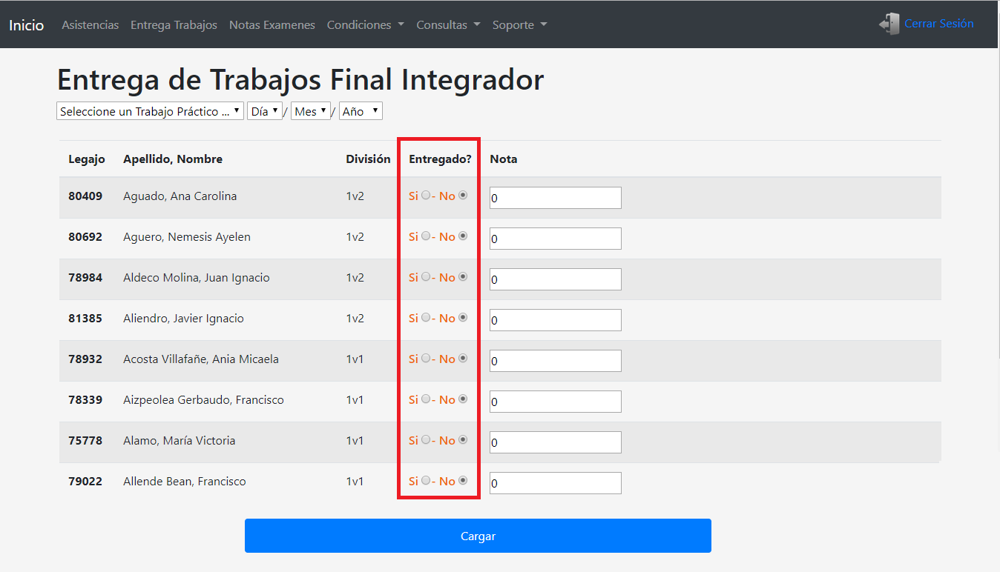 Inicio Asistencias Entrega Trabajos Notas Examenes Condiciones Consultas Soporte Cerrar Sesión
Entrega de Trabajos Final Integrador
Seleccione un Trabajo Práctico ... Día / Mes / Año
Legajo Apellido, Nombre División Entregado? Nota
80409 Aguado, Ana Carolina 1v2 Si - No 0
80692 Aguero, Nemesis Ayelen 1v2 Si - No 0
78984 Aldeco Molina, Juan Ignacio 1v2 Si - No 0
81385 Aliendro, Javier Ignacio 1v2 Si - No 0
78932 Acosta Villafañe, Ania Micaela 1v1 Si - No 0
78339 Aizpeolea Gerbaudo, Francisco 1v1 Si - No 0
75778 Alamo, María Victoria 1v1 Si - No 0
79022 Allende Bean, Francisco 1v1 Si - No 0
Cargar